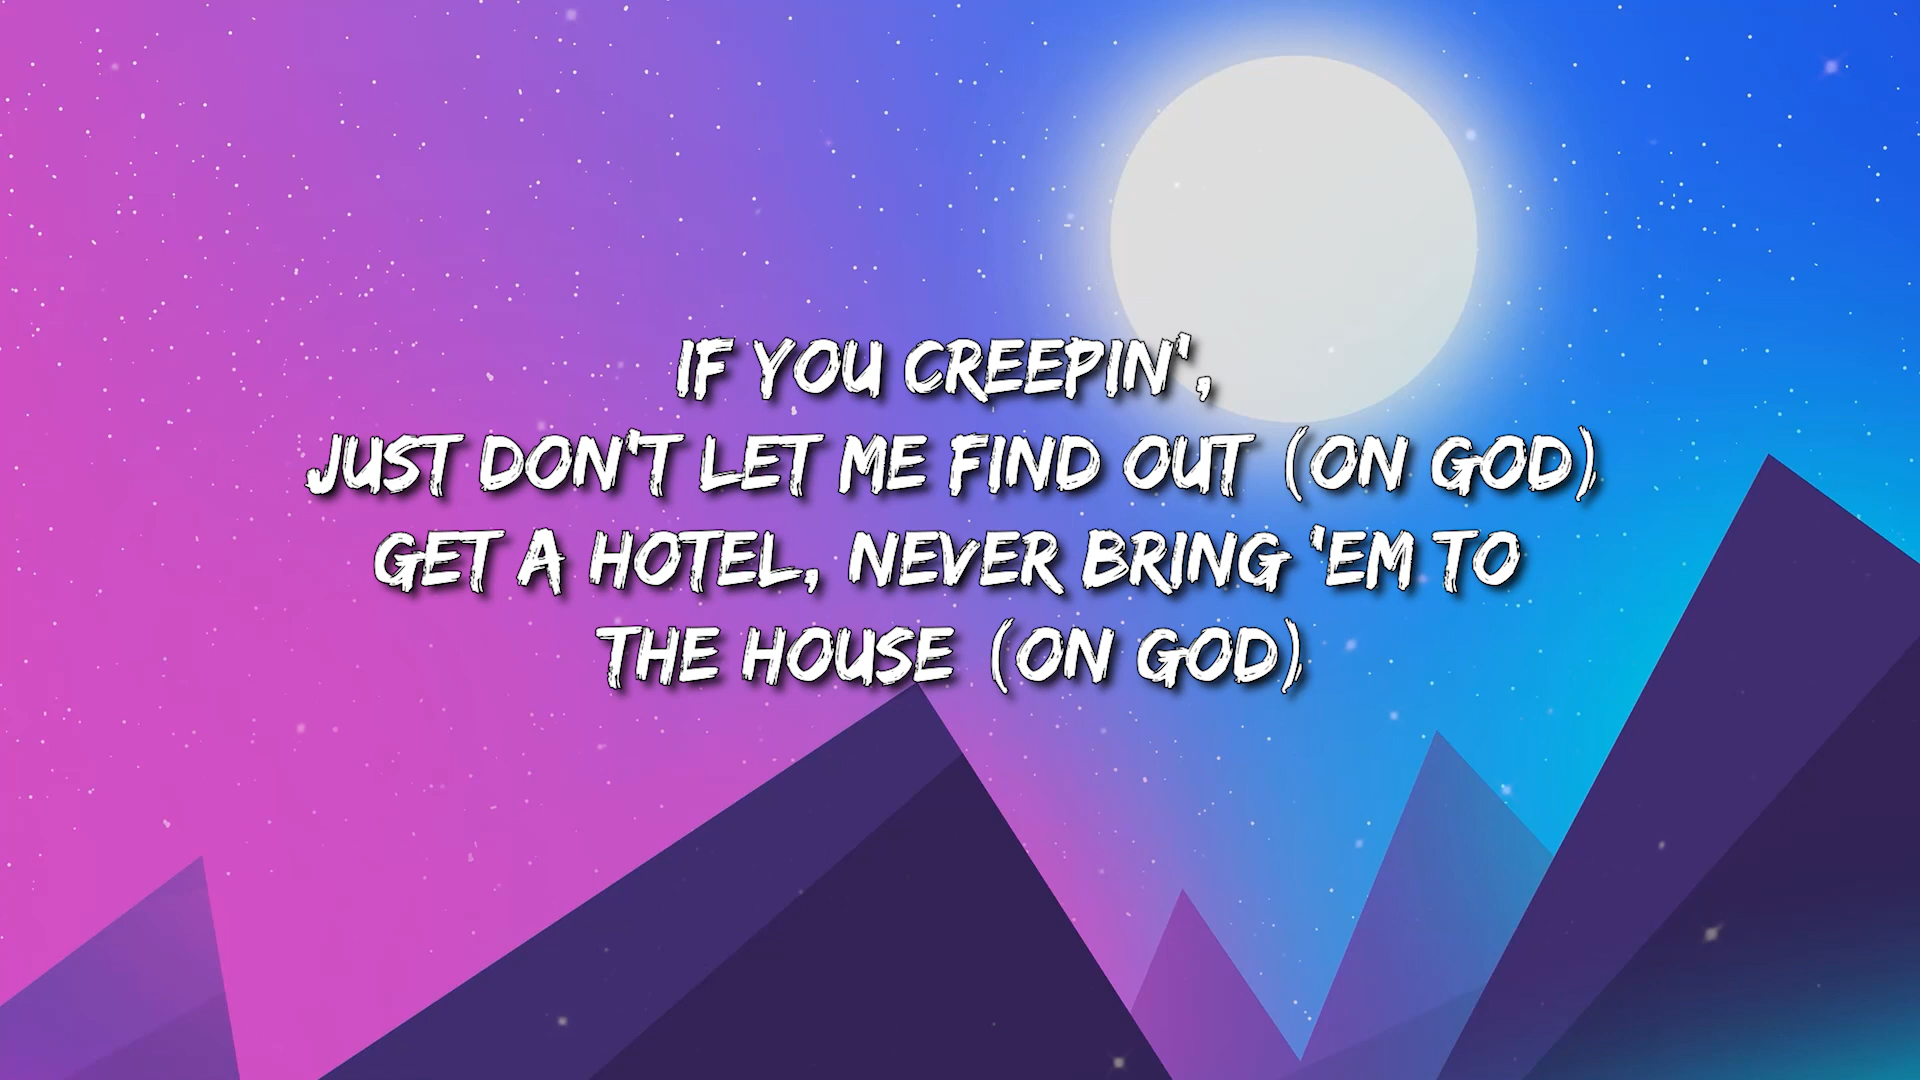 IF YOU CREEPIN',
JUST DON'T LET ME FIND OUT (ON GOD)
GET A HOTEL, NEVER BRING 'EM TO
THE HOUSE (ON GOD)